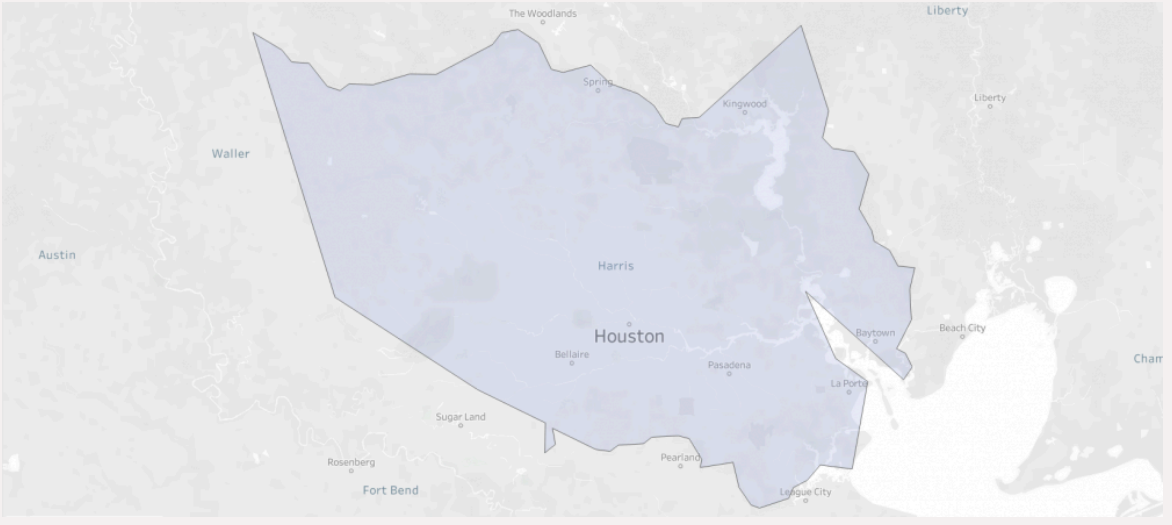 The Woodlands
Liberty
Spring
Kingwood
Liberty
Waller
Austin
Harris
Houston
Baytown
Beach City
Bellaire
Pasadena
Cham
La Porte
Sugar Land
Rosenberg
Pearland
Fort Bend
League City